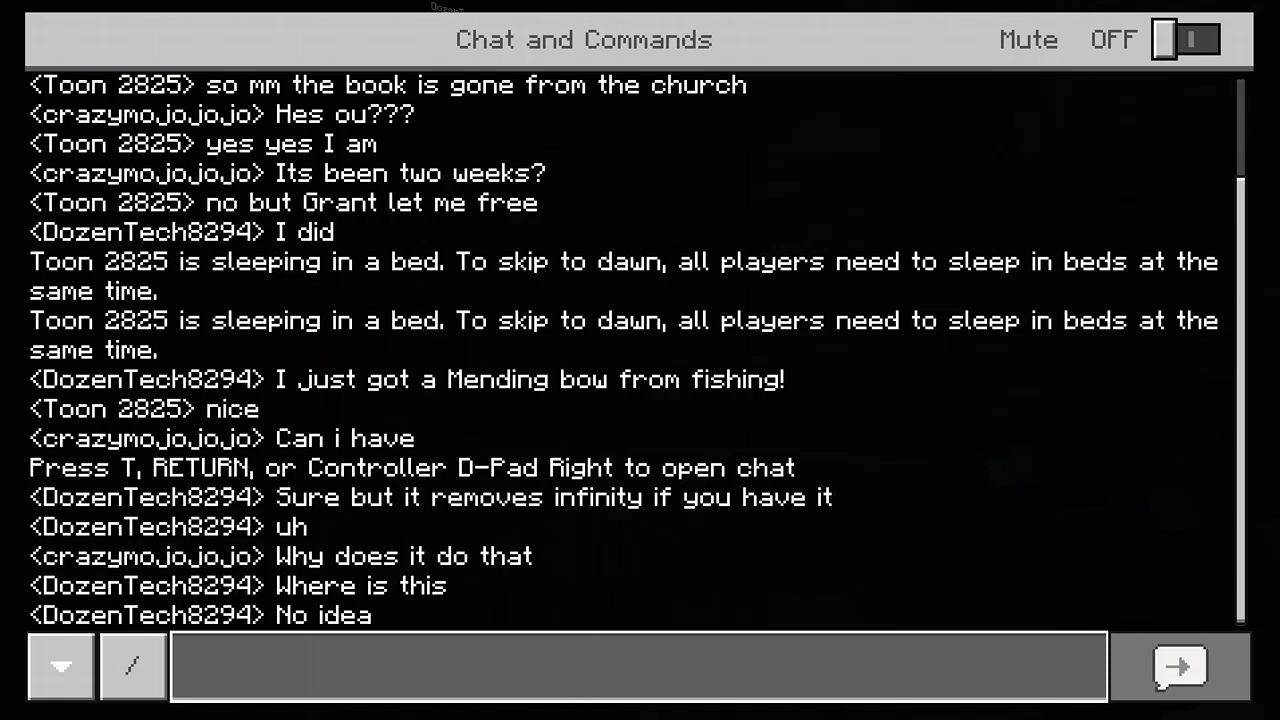 Dozent
Chat and Commands
Mute OFF
<Toon 2825> so mm the book is gone from the church
<crazymojojojo> Hes ou???
<Toon 2825> yes yes I am
<crazymojojojo> Its been two weeks?
<Toon 2825> no but Grant let me free
<DozenTech8294> I did
Toon 2825 is sleeping in a bed. To skip to dawn, all players need to sleep in beds at the
same time.
Toon 2825 is sleeping in a bed. To skip to dawn, all players need to sleep in beds at the
same time.
<DozenTech8294> I just got a Mending bow from fishing!
<Toon 2825> nice
<crazymojojojo> Can i have
Press T, RETURN, or Controller D-Pad Right to open chat
<DozenTech8294> Sure but it removes infinity if you have it
<DozenTech8294> uh
<crazymojojojo> Why does it do that
<DozenTech8294> Where is this
<DozenTech8294> No idea
/